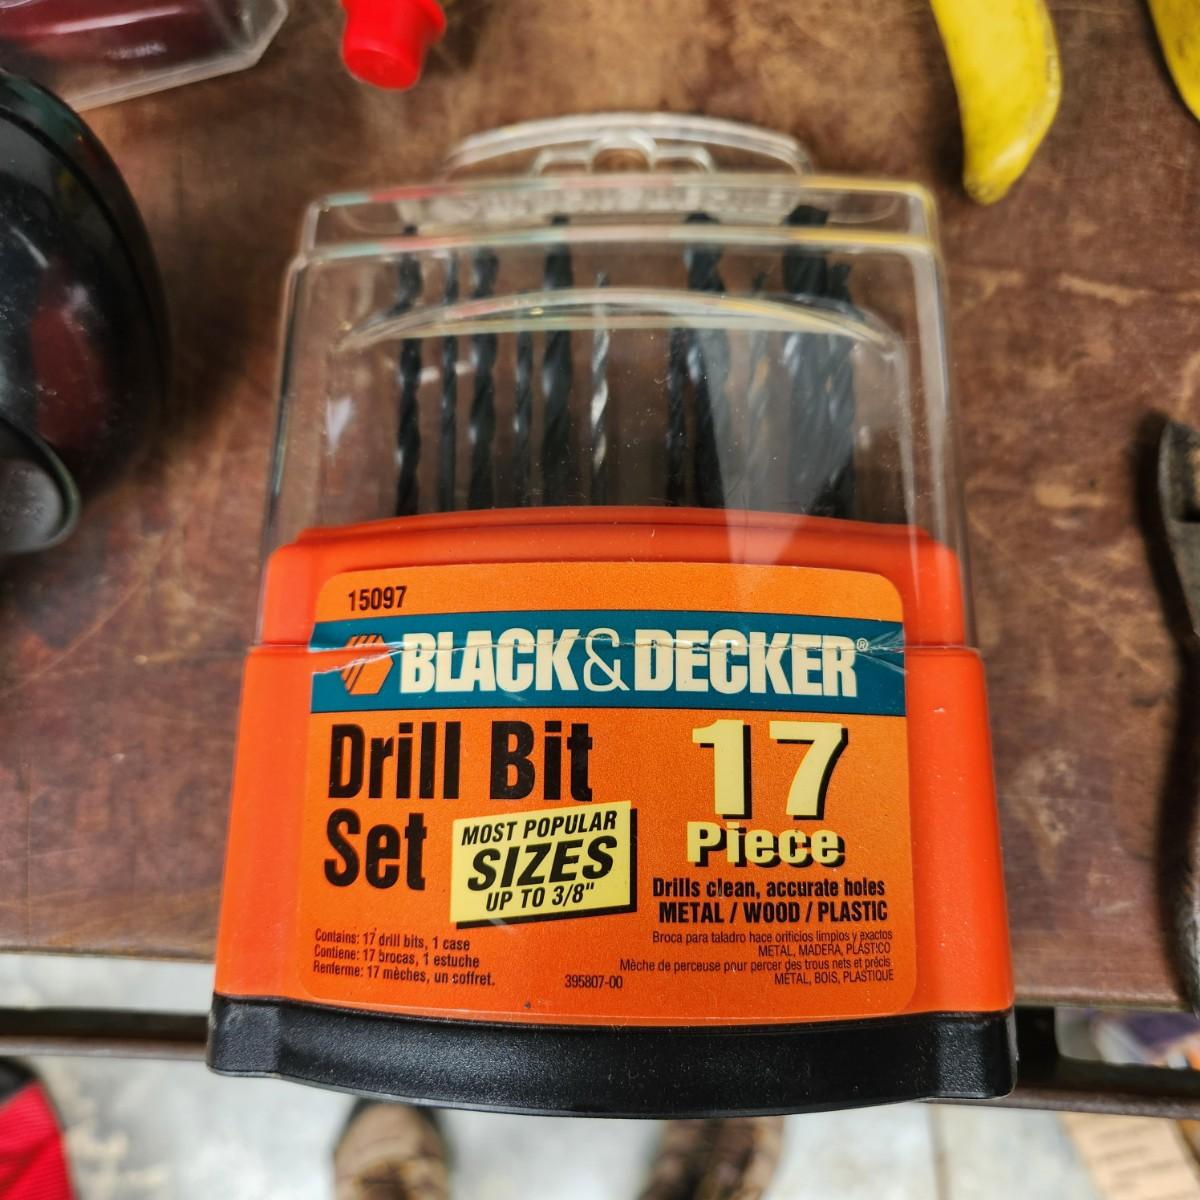 15097
BLACK&DECKER®
Drill Bit
Set
MOST POPULAR
SIZES
UP TO 3/8"
17
Piece
Drills clean, accurate holes
METAL / WOOD / PLASTIC
Broca para taladro hace orificios limpios y exactos
METAL, MADERA, PLASTICO
Mèche de perceuse pour percer des trous nets et précis
METAL, BOIS, PLASTIQUE
Contains: 17 drill bits, 1 case
Contiene: 17 brocas, 1 estuche
Renferme: 17 mèches, un coffret.
395807-00